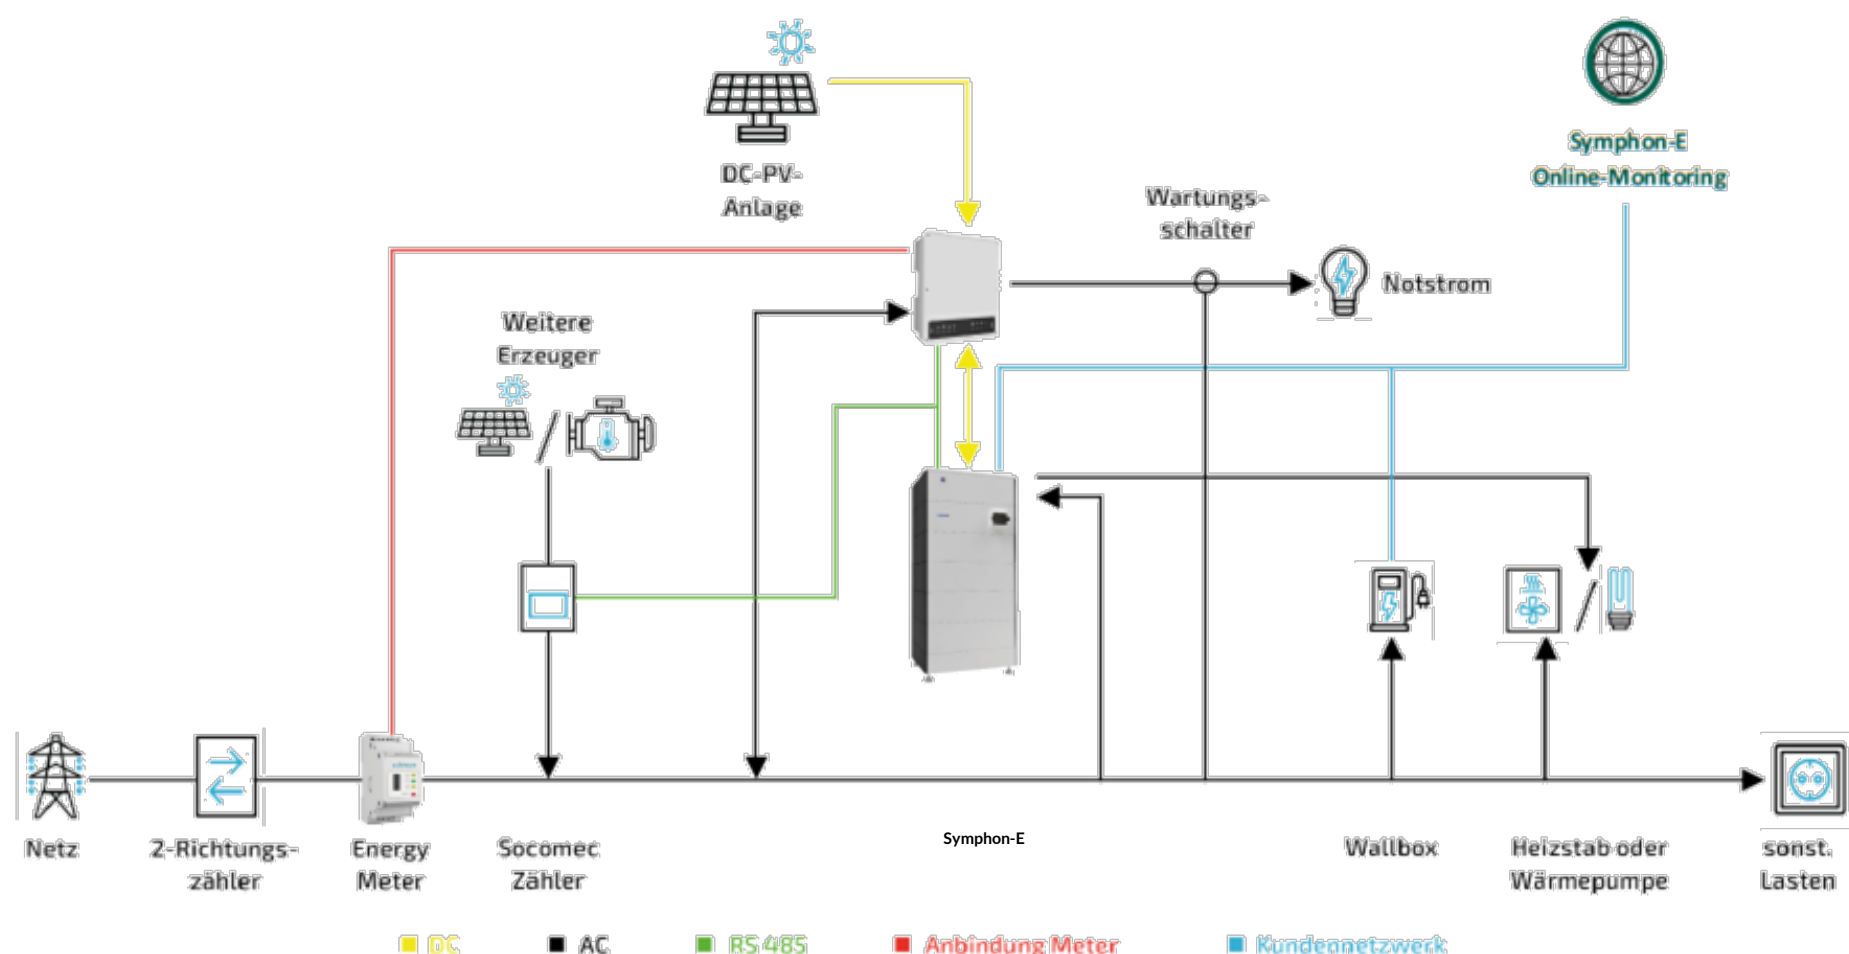 DC-PV-
Anlage
Symphon-E
Online-Monitoring
Wartungs-
schalter
Notstrom
Weitere
Erzeuger
Netz
2-Richtungs-
zähler
Energy
Meter
Socomec
Zähler
Symphon-E
Wallbox
Heizstab oder
Wärmepumpe
sonst.
Lasten
DC
AC
RS 485
Anbindung Meter
Kundennetzwerk